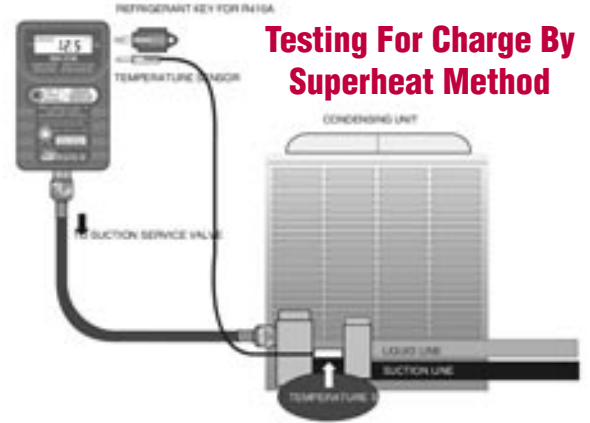 REFRIGERANT KEY FOR R410A
Testing For Charge By
Superheat Method
12.5
TEMPERATURE SENSOR
CONDENSING UNIT
TO SUCTION SERVICE VALVE
LIQUID LINE
SUCTION LINE
TEMPERATURE S